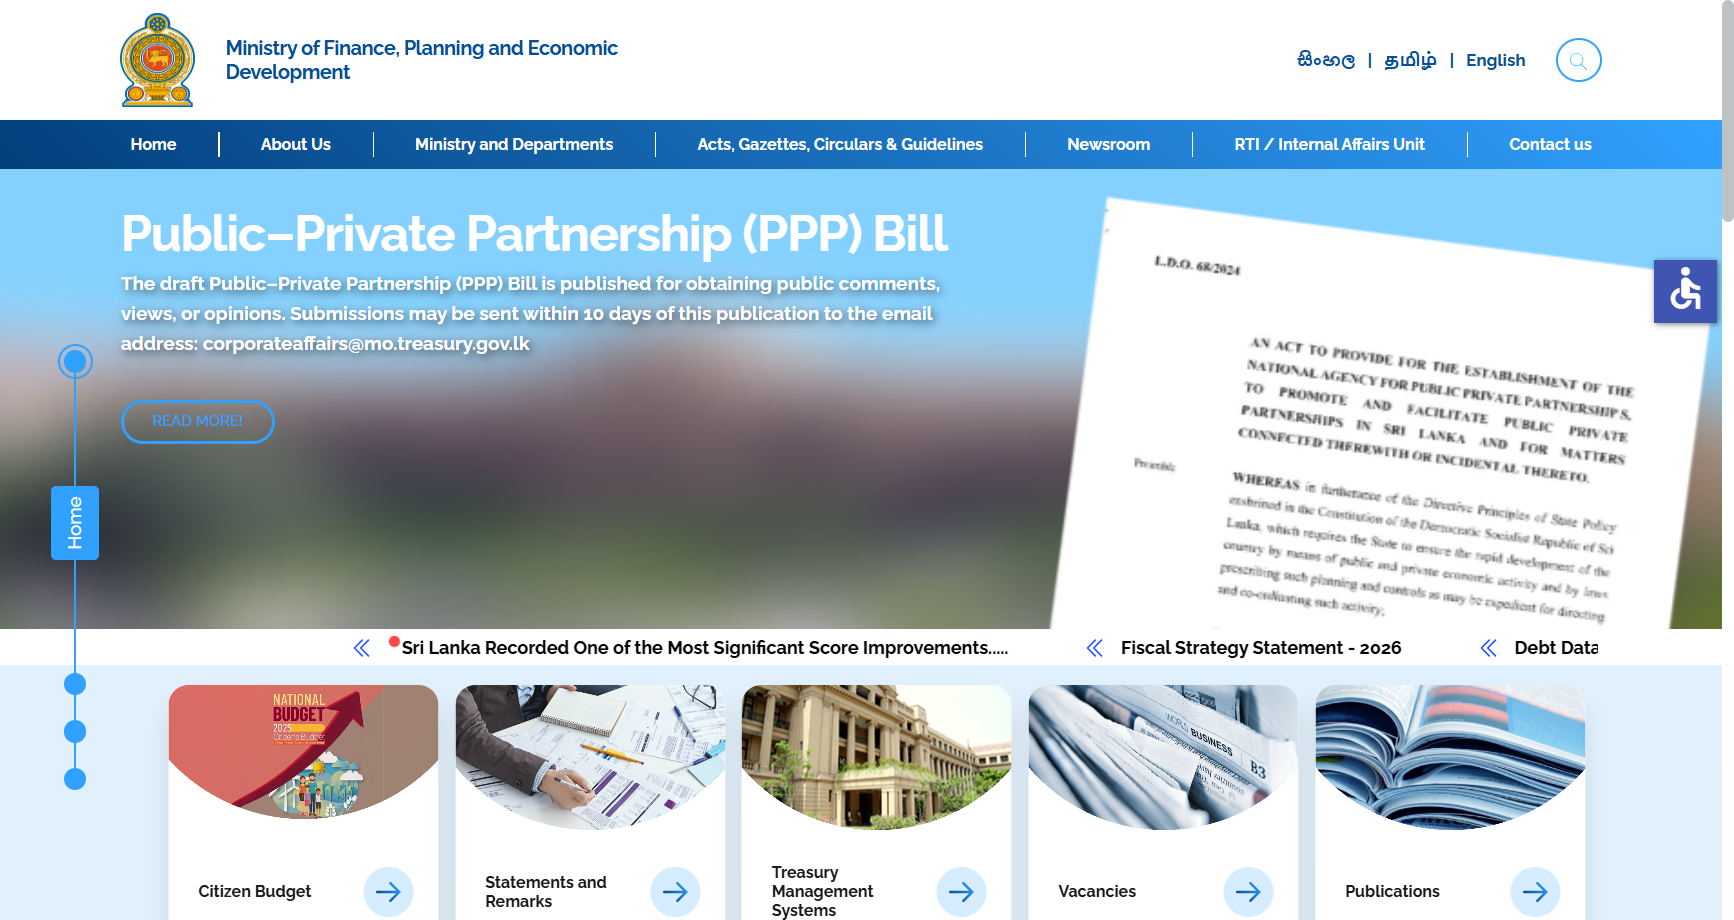 Ministry of Finance, Planning and Economic
Development
සිංහල | தமிழ் | English
Home
About Us
Ministry and Departments
Acts, Gazettes, Circulars & Guidelines
Newsroom
RTI / Internal Affairs Unit
Contact us
Public–Private Partnership (PPP) Bill
The draft Public–Private Partnership (PPP) Bill is published for obtaining public comments,
views, or opinions. Submissions may be sent within 10 days of this publication to the email
address: corporateaffairs@mo.treasury.gov.lk
READ MORE!
L.D.O. 68/2024
AN ACT TO PROVIDE FOR THE ESTABLISHMENT OF THE
NATIONAL AGENCY FOR PUBLIC PRIVATE PARTNERSHIPS,
TO PROMOTE AND FACILITATE PUBLIC PRIVATE
PARTNERSHIPS IN SRI LANKA AND FOR MATTERS
CONNECTED THEREWITH OR INCIDENTAL THERETO.
Preamble
WHEREAS in furtherance of the Directive Principles of State Policy
enshrined in the Constitution of the Democratic Socialist Republic of Sri
Lanka, which requires the State to ensure the rapid development of the
country by means of public and private economic activity and by laws
prescribing such planning and controls as may be expedient for directing
and co-ordinating such activity;
Home
Sri Lanka Recorded One of the Most Significant Score Improvements.....
Fiscal Strategy Statement - 2026
Debt Data
NATIONAL
BUDGET
2025
Citizens Budget
WORLD BUSINESS
B3
Citizen Budget
Statements and
Remarks
Treasury
Management
Systems
Vacancies
Publications